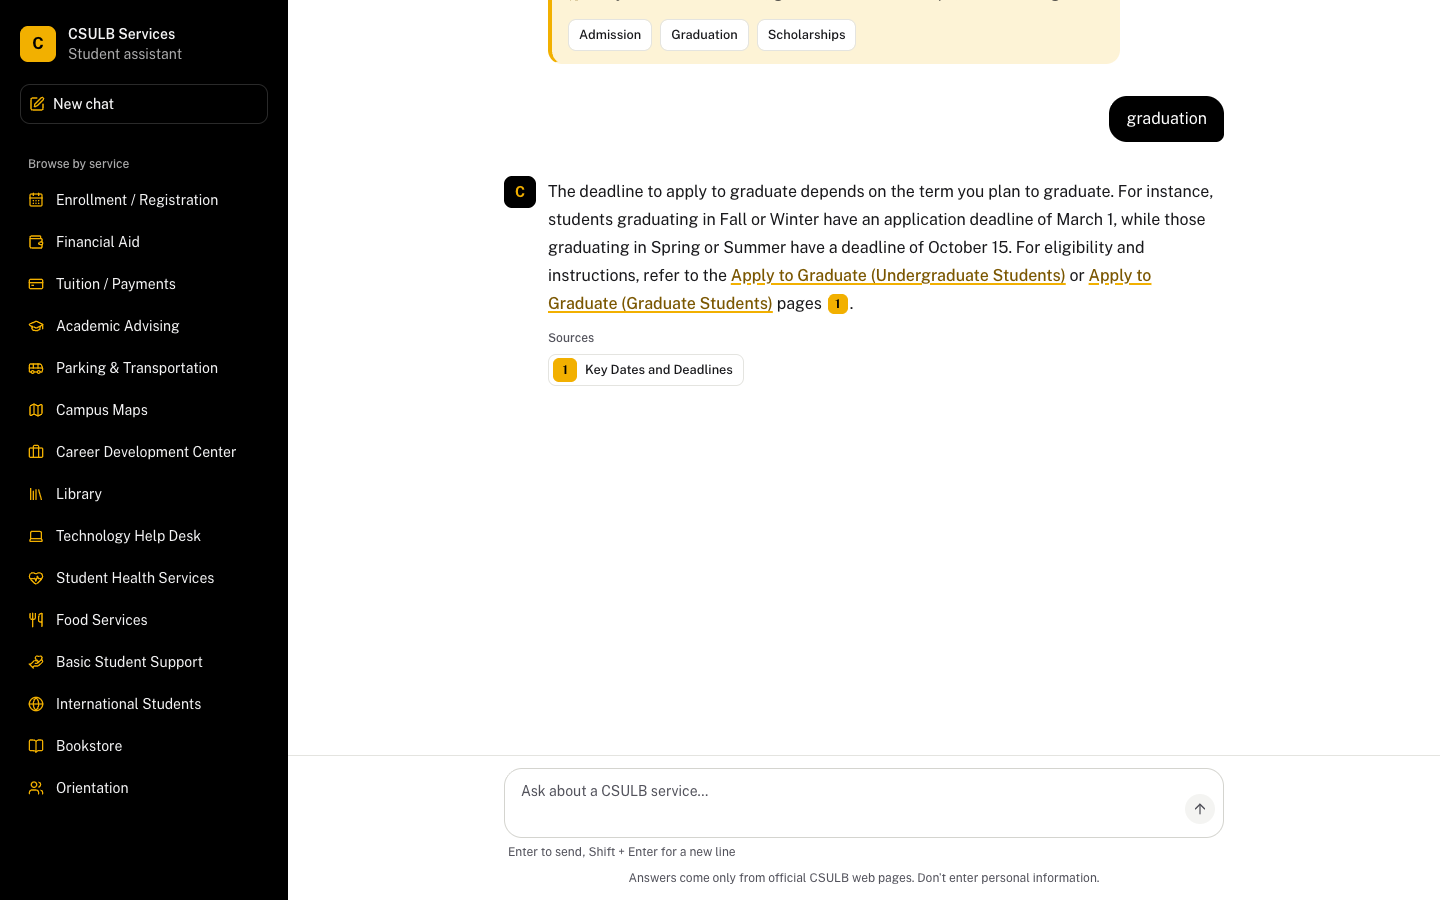 C
CSULB Services
Student assistant
New chat
Browse by service
Enrollment / Registration
Financial Aid
Tuition / Payments
Academic Advising
Parking & Transportation
Campus Maps
Career Development Center
Library
Technology Help Desk
Student Health Services
Food Services
Basic Student Support
International Students
Bookstore
Orientation
Admission
Graduation
Scholarships
graduation
C
The deadline to apply to graduate depends on the term you plan to graduate. For instance,
students graduating in Fall or Winter have an application deadline of March 1, while those
graduating in Spring or Summer have a deadline of October 15. For eligibility and
instructions, refer to the Apply to Graduate (Undergraduate Students) or Apply to
Graduate (Graduate Students) pages 1.
Sources
1 Key Dates and Deadlines
Ask about a CSULB service...
Enter to send, Shift + Enter for a new line
Answers come only from official CSULB web pages. Don't enter personal information.